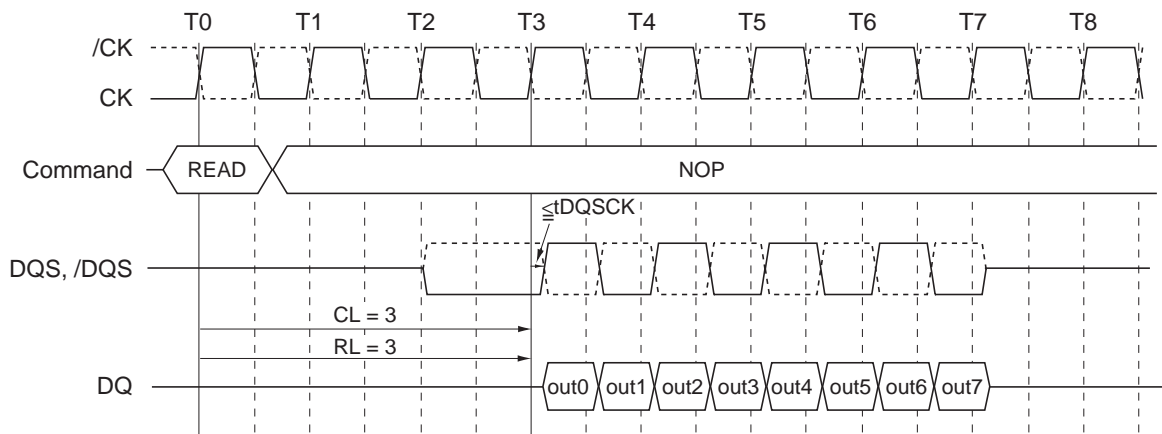 T0 T1 T2 T3 T4 T5 T6 T7 T8
/CK
CK
Command READ NOP
≦tDQSCK
DQS, /DQS
CL = 3
RL = 3
DQ out0 out1 out2 out3 out4 out5 out6 out7